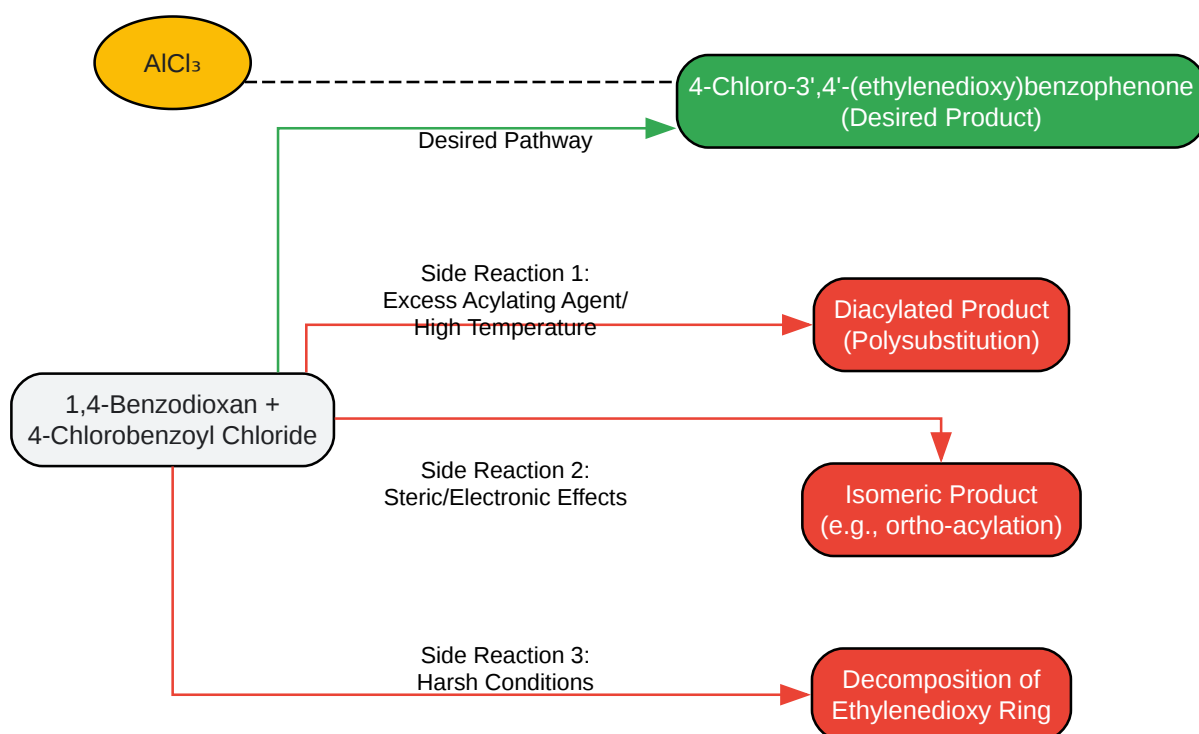 AlCl₃
4-Chloro-3',4'-(ethylenedioxy)benzophenone
(Desired Product)
Desired Pathway
Side Reaction 1:
Excess Acylating Agent/
High Temperature
Diacylated Product
(Polysubstitution)
1,4-Benzodioxan +
4-Chlorobenzoyl Chloride
Side Reaction 2:
Steric/Electronic Effects
Isomeric Product
(e.g., ortho-acylation)
Side Reaction 3:
Harsh Conditions
Decomposition of
Ethylenedioxy Ring